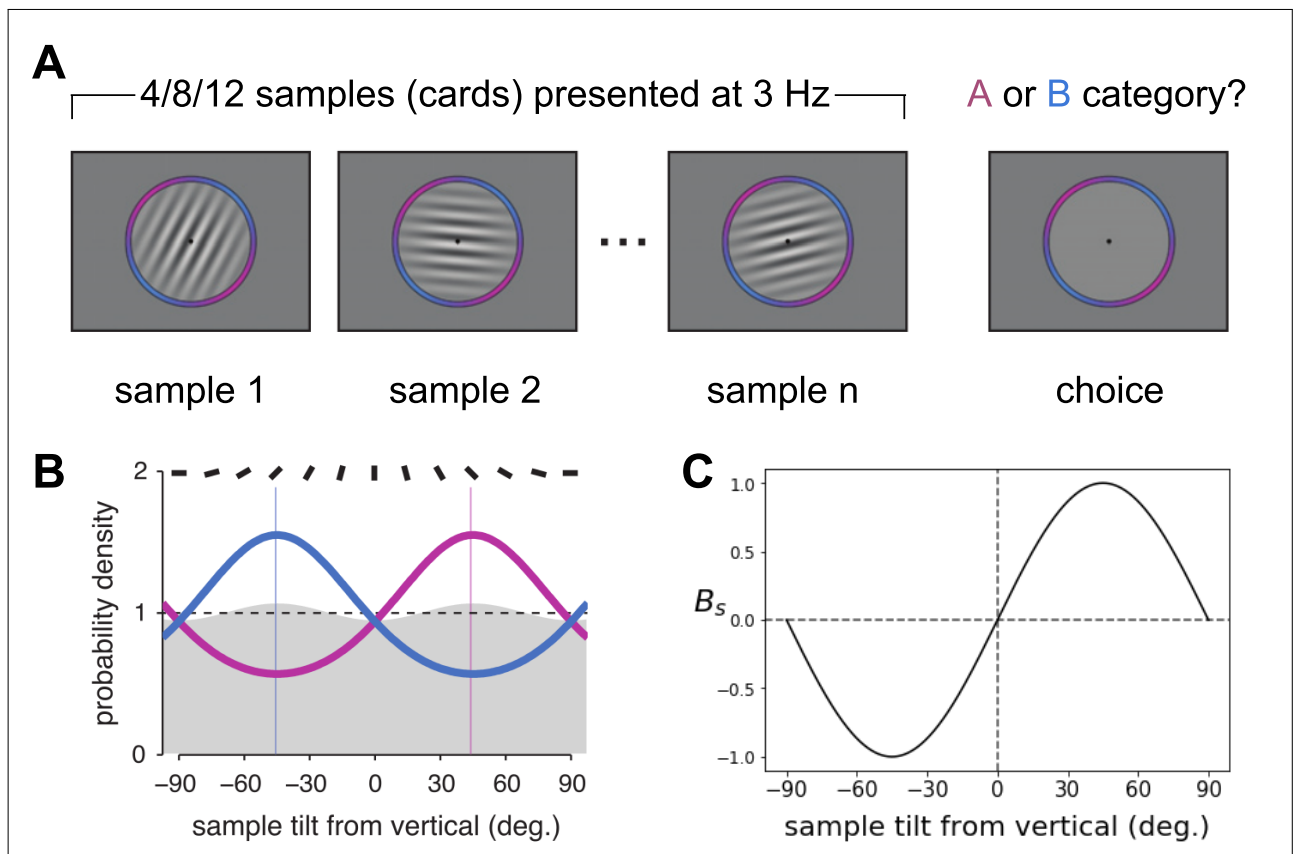 A
4/8/12 samples (cards) presented at 3 Hz
A or B category?
...
sample 1
sample 2
sample n
choice
B
2
1
0
probability density
−90 −60 −30 0 30 60 90
sample tilt from vertical (deg.)
C
1.0
0.5
0.0
−0.5
−1.0
Bs
−90 −60 −30 0 30 60 90
sample tilt from vertical (deg.)